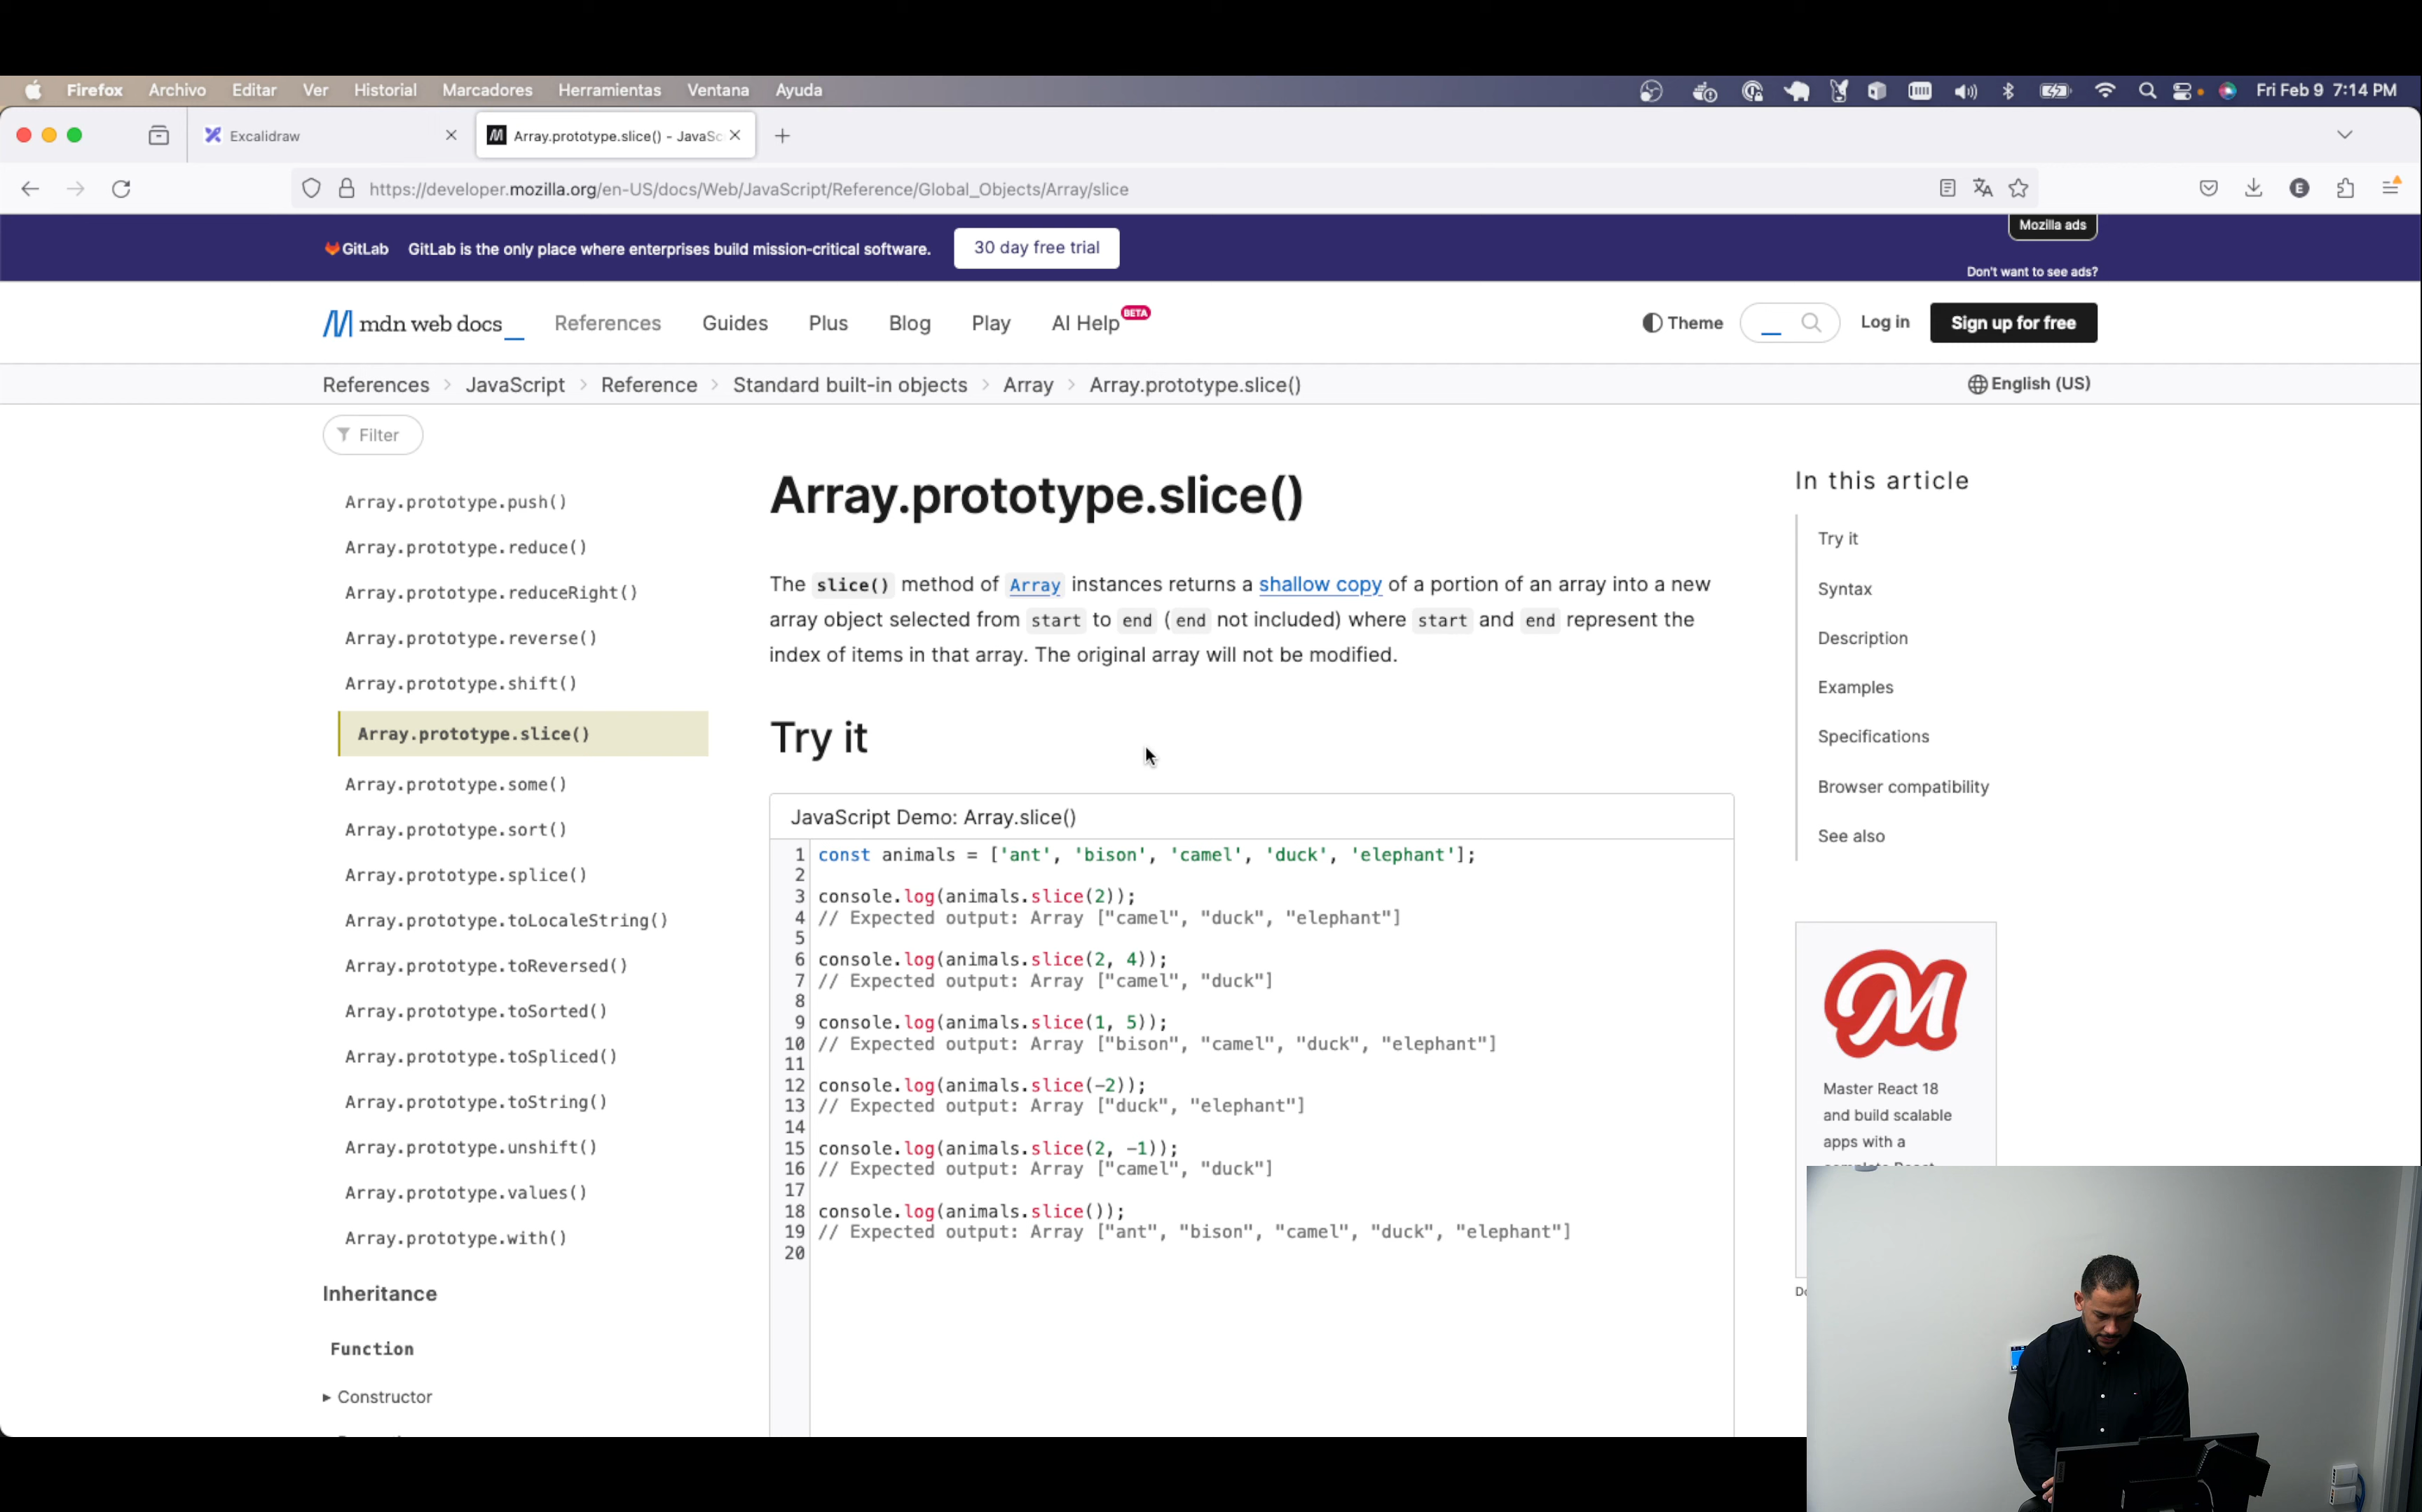 Firefox Archivo Editar Ver Historial Marcadores Herramientas Ventana Ayuda Fri Feb 9 7:14 PM
Excalidraw Array.prototype.slice() - JavaSc
https://developer.mozilla.org/en-US/docs/Web/JavaScript/Reference/Global_Objects/Array/slice E
GitLab GitLab is the only place where enterprises build mission-critical software. 30 day free trial Mozilla ads
Don't want to see ads?
mdn web docs_ References Guides Plus Blog Play AI Help BETA Theme Log in Sign up for free
References > JavaScript > Reference > Standard built-in objects > Array > Array.prototype.slice() English (US)
Filter
Array.prototype.push()
Array.prototype.reduce()
Array.prototype.reduceRight()
Array.prototype.reverse()
Array.prototype.shift()
Array.prototype.slice()
Array.prototype.some()
Array.prototype.sort()
Array.prototype.splice()
Array.prototype.toLocaleString()
Array.prototype.toReversed()
Array.prototype.toSorted()
Array.prototype.toSpliced()
Array.prototype.toString()
Array.prototype.unshift()
Array.prototype.values()
Array.prototype.with()
Inheritance
Function
Constructor
Array.prototype.slice()
The slice() method of Array instances returns a shallow copy of a portion of an array into a new
array object selected from start to end (end not included) where start and end represent the
index of items in that array. The original array will not be modified.
Try it
JavaScript Demo: Array.slice()
1 const animals = ['ant', 'bison', 'camel', 'duck', 'elephant'];
2
3 console.log(animals.slice(2));
4 // Expected output: Array ["camel", "duck", "elephant"]
5
6 console.log(animals.slice(2, 4));
7 // Expected output: Array ["camel", "duck"]
8
9 console.log(animals.slice(1, 5));
10 // Expected output: Array ["bison", "camel", "duck", "elephant"]
11
12 console.log(animals.slice(-2));
13 // Expected output: Array ["duck", "elephant"]
14
15 console.log(animals.slice(2, -1));
16 // Expected output: Array ["camel", "duck"]
17
18 console.log(animals.slice());
19 // Expected output: Array ["ant", "bison", "camel", "duck", "elephant"]
20
In this article
Try it
Syntax
Description
Examples
Specifications
Browser compatibility
See also
M
Master React 18
and build scalable
apps with a